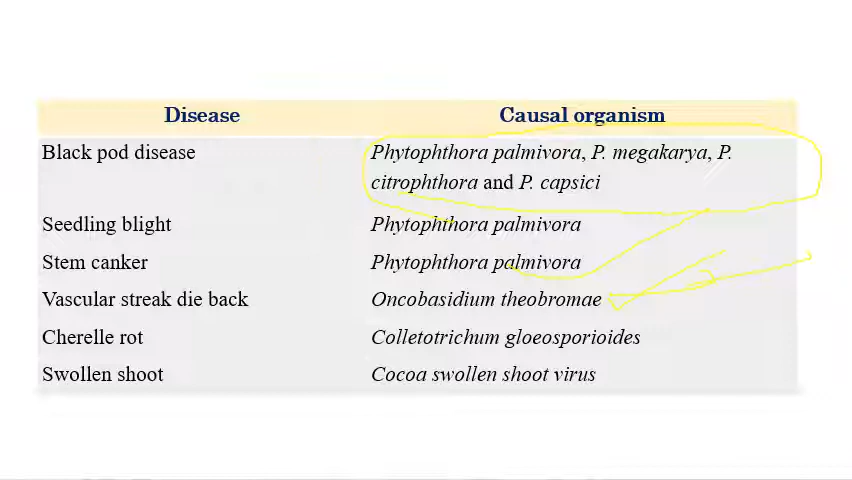 Disease Causal organism
Black pod disease Phytophthora palmivora, P. megakarya, P.
citrophthora and P. capsici
Seedling blight Phytophthora palmivora
Stem canker Phytophthora palmivora
Vascular streak die back Oncobasidium theobromae
Cherelle rot Colletotrichum gloeosporioides
Swollen shoot Cocoa swollen shoot virus